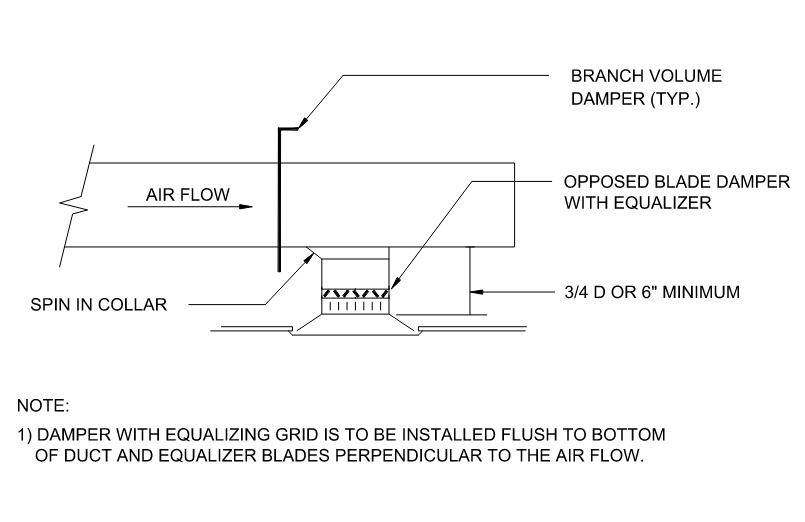 BRANCH VOLUME
DAMPER (TYP.)
AIR FLOW
OPPOSED BLADE DAMPER
WITH EQUALIZER
SPIN IN COLLAR
3/4 D OR 6" MINIMUM
NOTE:
1) DAMPER WITH EQUALIZING GRID IS TO BE INSTALLED FLUSH TO BOTTOM
OF DUCT AND EQUALIZER BLADES PERPENDICULAR TO THE AIR FLOW.